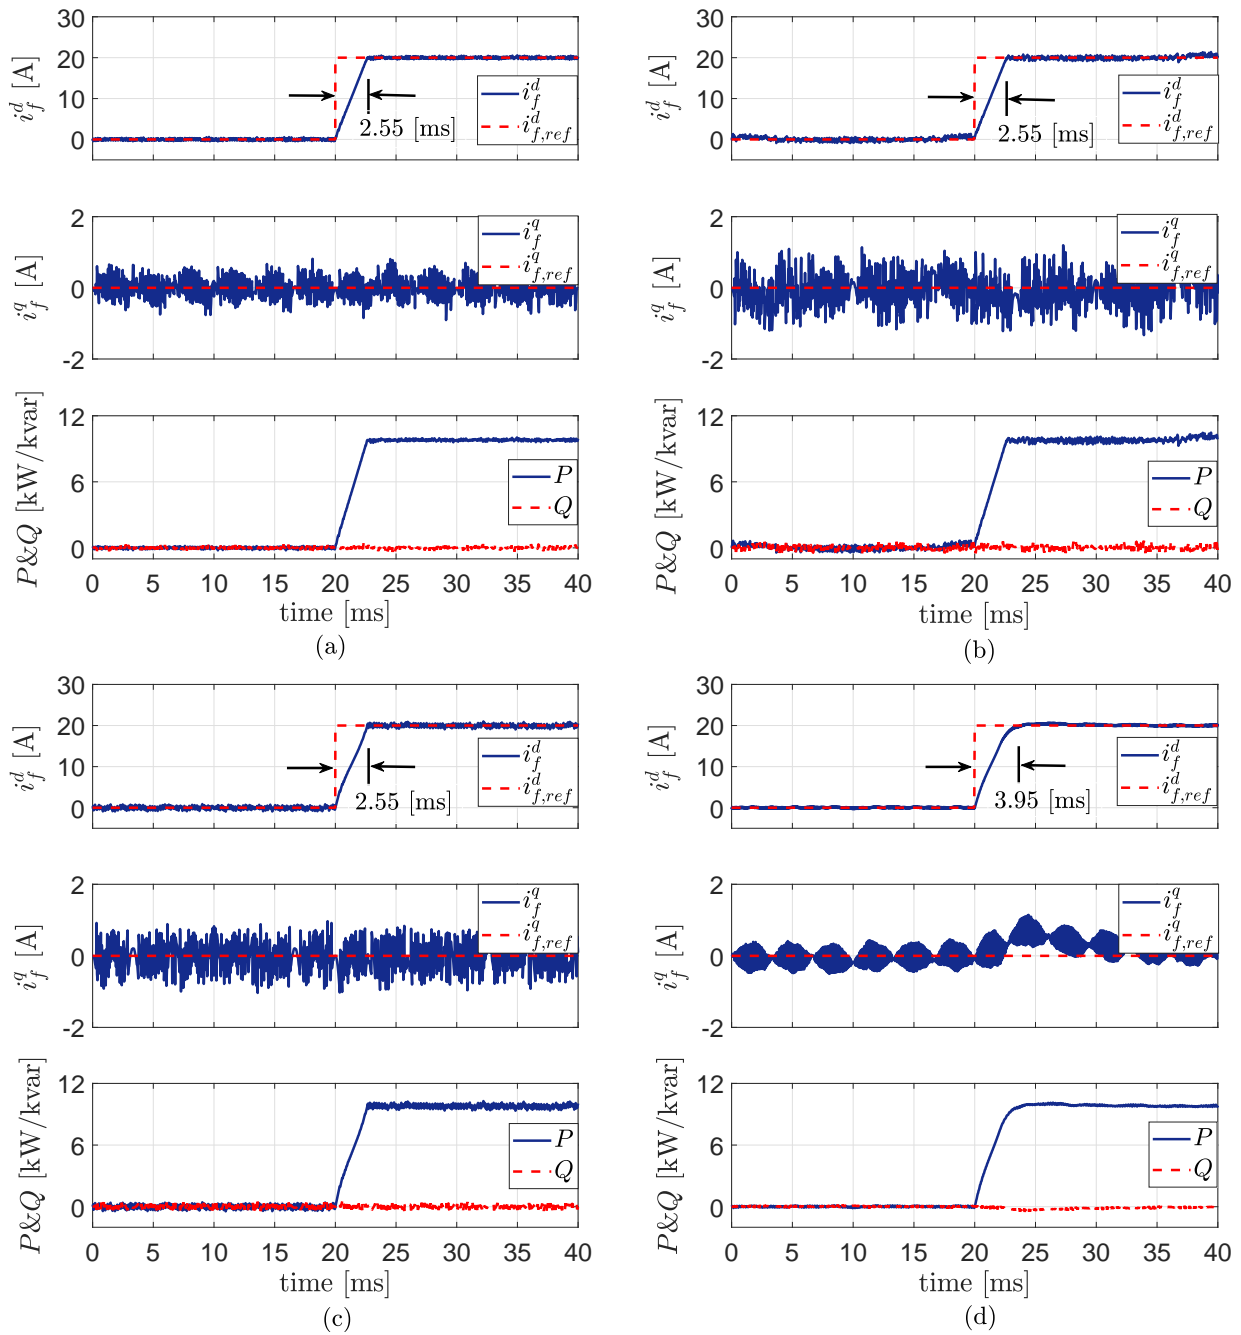 30
20
10
0
i_f^d [A]
2.55 [ms]
i_f^d
i_{f,ref}^d
2
0
-2
i_f^q [A]
i_f^q
i_{f,ref}^q
12
6
0
P&Q [kW/kvar]
P
Q
0 5 10 15 20 25 30 35 40
time [ms]
(a)
30
20
10
0
i_f^d [A]
2.55 [ms]
i_f^d
i_{f,ref}^d
2
0
-2
i_f^q [A]
i_f^q
i_{f,ref}^q
12
6
0
P&Q [kW/kvar]
P
Q
0 5 10 15 20 25 30 35 40
time [ms]
(b)
30
20
10
0
i_f^d [A]
2.55 [ms]
i_f^d
i_{f,ref}^d
2
0
-2
i_f^q [A]
i_f^q
i_{f,ref}^q
12
6
0
P&Q [kW/kvar]
P
Q
0 5 10 15 20 25 30 35 40
time [ms]
(c)
30
20
10
0
i_f^d [A]
3.95 [ms]
i_f^d
i_{f,ref}^d
2
0
-2
i_f^q [A]
i_f^q
i_{f,ref}^q
12
6
0
P&Q [kW/kvar]
P
Q
0 5 10 15 20 25 30 35 40
time [ms]
(d)